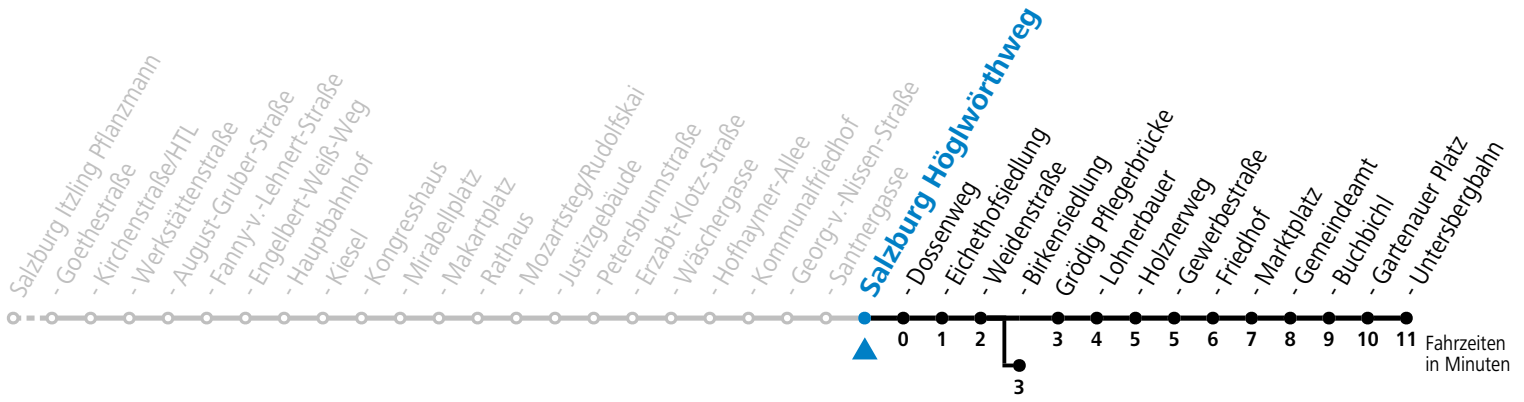 Salzburg Itzling Pflanzmann
- Goethestraße
- Kirchenstraße/HTL
- Werkstättenstraße
- August-Gruber-Straße
- Fanny-v.-Lehnert-Straße
- Engelbert-Weiß-Weg
- Hauptbahnhof
- Kiesel
- Kongresshaus
- Mirabellplatz
- Makartplatz
- Rathaus
- Mozartsteg/Rudolfskai
- Justizgebäude
- Petersbrunnstraße
- Erzabt-Klotz-Straße
- Wäschergasse
- Hofhaymer-Allee
- Kommunalfriedhof
- Georg-v.-Nissen-Straße
- Santnergasse
Salzburg Höglwörthweg
- Dossenweg
- Eichethofsiedlung
- Weidenstraße
- Birkensiedlung
Grödig Pflegerbrücke
- Lohnerbauer
- Holznerweg
- Gewerbestraße
- Friedhof
- Marktplatz
- Gemeindeamt
- Buchbichl
- Gartenauer Platz
- Untersbergbahn
0 1 2 3 4 5 5 6 7 8 9 10 11
3
Fahrzeiten
in Minuten